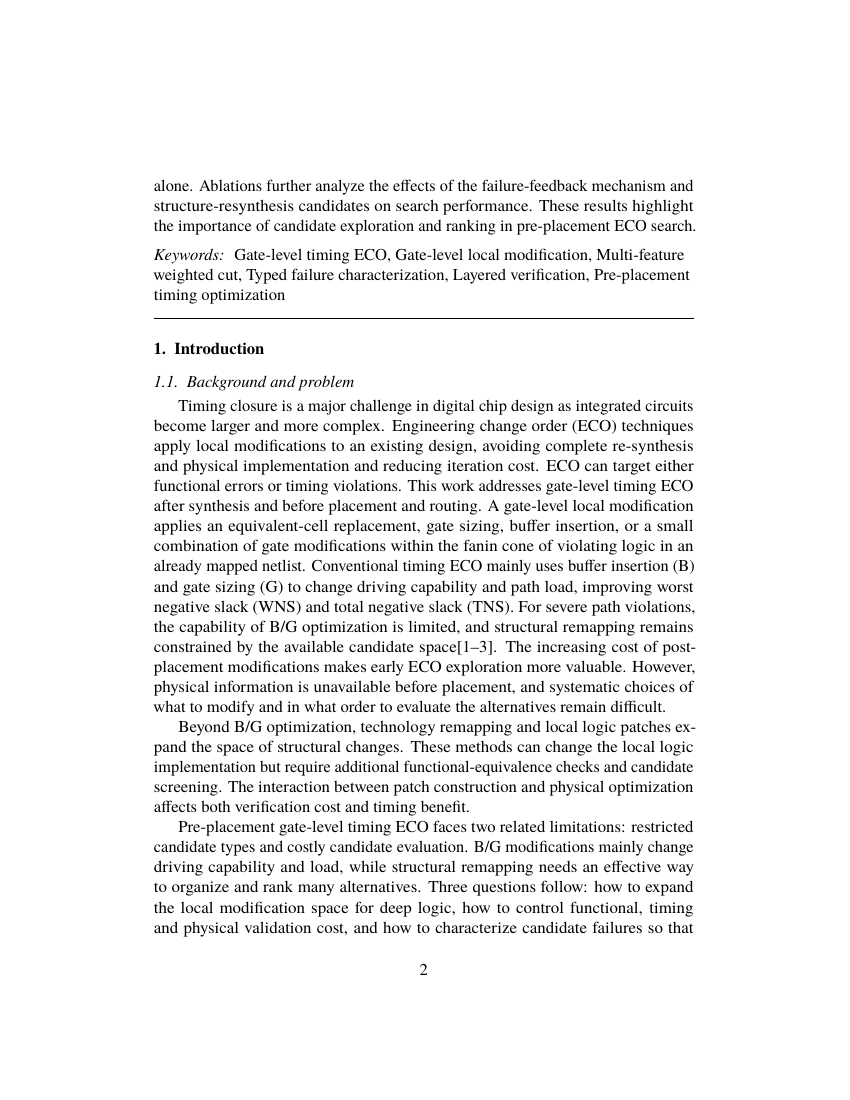 alone. Ablations further analyze the effects of the failure-feedback mechanism and
structure-resynthesis candidates on search performance. These results highlight
the importance of candidate exploration and ranking in pre-placement ECO search.
Keywords: Gate-level timing ECO, Gate-level local modification, Multi-feature
weighted cut, Typed failure characterization, Layered verification, Pre-placement
timing optimization
1. Introduction
1.1. Background and problem
Timing closure is a major challenge in digital chip design as integrated circuits
become larger and more complex. Engineering change order (ECO) techniques
apply local modifications to an existing design, avoiding complete re-synthesis
and physical implementation and reducing iteration cost. ECO can target either
functional errors or timing violations. This work addresses gate-level timing ECO
after synthesis and before placement and routing. A gate-level local modification
applies an equivalent-cell replacement, gate sizing, buffer insertion, or a small
combination of gate modifications within the fanin cone of violating logic in an
already mapped netlist. Conventional timing ECO mainly uses buffer insertion (B)
and gate sizing (G) to change driving capability and path load, improving worst
negative slack (WNS) and total negative slack (TNS). For severe path violations,
the capability of B/G optimization is limited, and structural remapping remains
constrained by the available candidate space[1–3]. The increasing cost of post-
placement modifications makes early ECO exploration more valuable. However,
physical information is unavailable before placement, and systematic choices of
what to modify and in what order to evaluate the alternatives remain difficult.
Beyond B/G optimization, technology remapping and local logic patches ex-
pand the space of structural changes. These methods can change the local logic
implementation but require additional functional-equivalence checks and candidate
screening. The interaction between patch construction and physical optimization
affects both verification cost and timing benefit.
Pre-placement gate-level timing ECO faces two related limitations: restricted
candidate types and costly candidate evaluation. B/G modifications mainly change
driving capability and load, while structural remapping needs an effective way
to organize and rank many alternatives. Three questions follow: how to expand
the local modification space for deep logic, how to control functional, timing
and physical validation cost, and how to characterize candidate failures so that
2